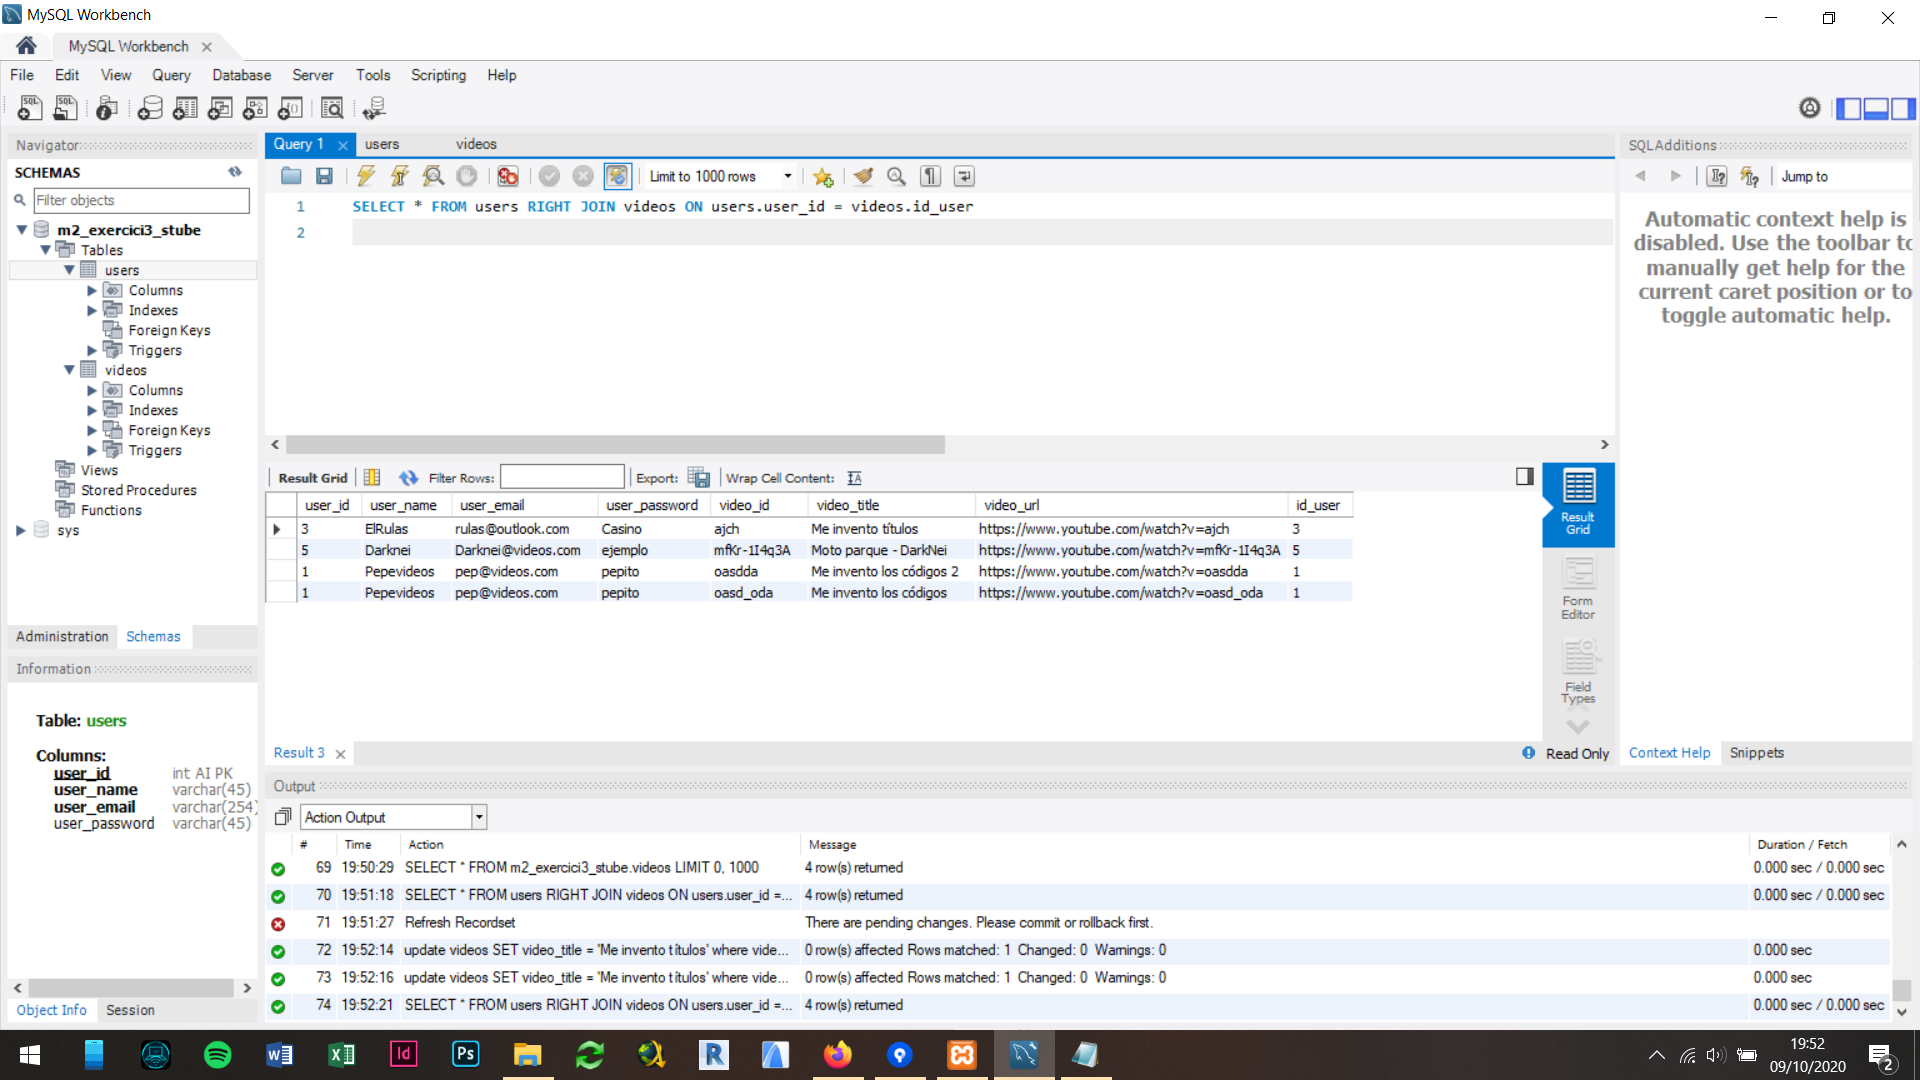 MySQL Workbench
MySQL Workbench
File Edit View Query Database Server Tools Scripting Help
Navigator
SCHEMAS
Filter objects
m2_exercici3_stube
Tables
users
Columns
Indexes
Foreign Keys
Triggers
videos
Columns
Indexes
Foreign Keys
Triggers
Views
Stored Procedures
Functions
sys
Administration Schemas
Information
Table: users
Columns:
user_id int AI PK
user_name varchar(45)
user_email varchar(254)
user_password varchar(45)
Object Info Session
Query 1 users videos
Limit to 1000 rows
1 SELECT * FROM users RIGHT JOIN videos ON users.user_id = videos.id_user
2
Result Grid Filter Rows: Export: Wrap Cell Content:
user_id user_name user_email user_password video_id video_title video_url id_user
3 ElRulas rulas@outlook.com Casino ajch Me invento títulos https://www.youtube.com/watch?v=ajch 3
5 Darknei Darknei@videos.com ejemplo mfKr-1I4q3A Moto parque - DarkNei https://www.youtube.com/watch?v=mfKr-1I4q3A 5
1 Pepevideos pep@videos.com pepito oasdda Me invento los códigos 2 https://www.youtube.com/watch?v=oasdda 1
1 Pepevideos pep@videos.com pepito oasd_oda Me invento los códigos https://www.youtube.com/watch?v=oasd_oda 1
Result Grid
Form Editor
Field Types
Result 3 Read Only
SQLAdditions
Jump to
Automatic context help is
disabled. Use the toolbar to
manually get help for the
current caret position or to
toggle automatic help.
Context Help Snippets
Output
Action Output
# Time Action Message Duration / Fetch
69 19:50:29 SELECT * FROM m2_exercici3_stube.videos LIMIT 0, 1000 4 row(s) returned 0.000 sec / 0.000 sec
70 19:51:18 SELECT * FROM users RIGHT JOIN videos ON users.user_id =... 4 row(s) returned 0.000 sec / 0.000 sec
71 19:51:27 Refresh Recordset There are pending changes. Please commit or rollback first.
72 19:52:14 update videos SET video_title = 'Me invento títulos' where vide... 0 row(s) affected Rows matched: 1 Changed: 0 Warnings: 0 0.000 sec
73 19:52:16 update videos SET video_title = 'Me invento títulos' where vide... 0 row(s) affected Rows matched: 1 Changed: 0 Warnings: 0 0.000 sec
74 19:52:21 SELECT * FROM users RIGHT JOIN videos ON users.user_id =... 4 row(s) returned 0.000 sec / 0.000 sec
19:52
09/10/2020
2